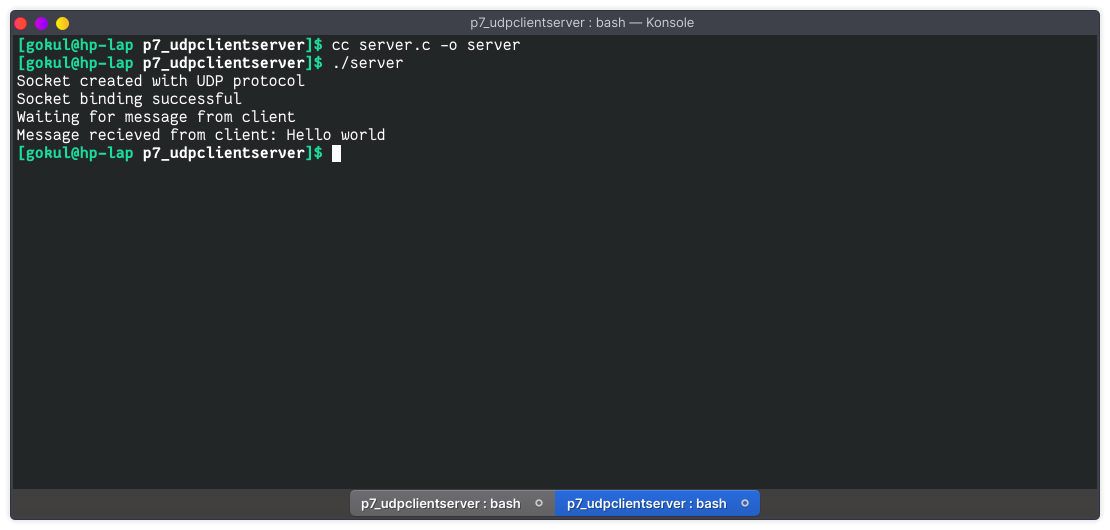 p7_udpclientserver : bash — Konsole
[gokul@hp-lap p7_udpclientserver]$ cc server.c -o server
[gokul@hp-lap p7_udpclientserver]$ ./server
Socket created with UDP protocol
Socket binding successful
Waiting for message from client
Message recieved from client: Hello world
[gokul@hp-lap p7_udpclientserver]$
p7_udpclientserver : bash
p7_udpclientserver : bash